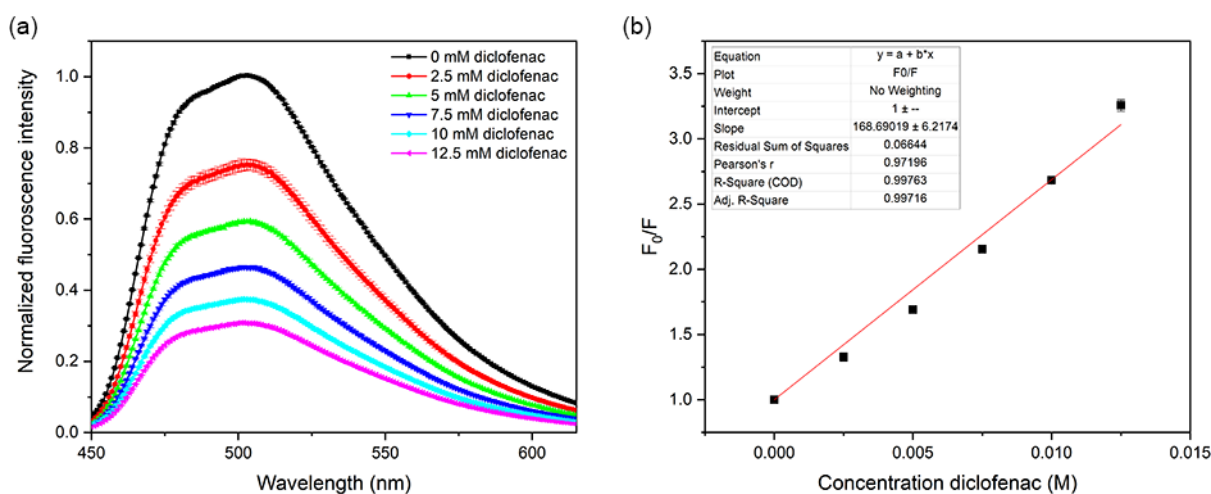 (a)
Normalized fluoroscence intensity
1.0
0.8
0.6
0.4
0.2
0.0
450
500
550
600
Wavelength (nm)
0 mM diclofenac
2.5 mM diclofenac
5 mM diclofenac
7.5 mM diclofenac
10 mM diclofenac
12.5 mM diclofenac
(b)
F0/F
3.5
3.0
2.5
2.0
1.5
1.0
0.000
0.005
0.010
0.015
Concentration diclofenac (M)
Equation y = a + b*x
Plot F0/F
Weight No Weighting
Intercept 1 ± --
Slope 168.69019 ± 6.2174
Residual Sum of Squares 0.06644
Pearson's r 0.97196
R-Square (COD) 0.99763
Adj. R-Square 0.99716